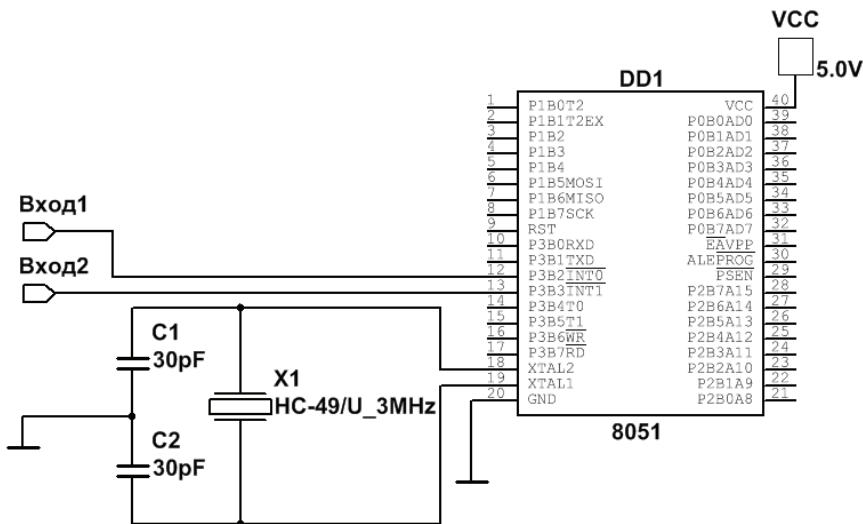 VCC
5.0V
DD1
1 P1B0T2 VCC 40
2 P1B1T2EX P0B0AD0 39
3 P1B2 P0B1AD1 38
4 P1B3 P0B2AD2 37
5 P1B4 P0B3AD3 36
6 P1B5MOSI P0B4AD4 35
7 P1B6MISO P0B5AD5 34
8 P1B7SCK P0B6AD6 33
9 RST P0B7AD7 32
10 P3B0RXD EAVPP 31
11 P3B1TXD ALEPROG 30
12 P3B2INT0 PSEN 29
13 P3B3INT1 P2B7A15 28
14 P3B4T0 P2B6A14 27
15 P3B5T1 P2B5A13 26
16 P3B6WR P2B4A12 25
17 P3B7RD P2B3A11 24
18 XTAL2 P2B2A10 23
19 XTAL1 P2B1A9 22
20 GND P2B0A8 21
8051
Вход1
Вход2
C1
30pF
X1
HC-49/U_3MHz
C2
30pF